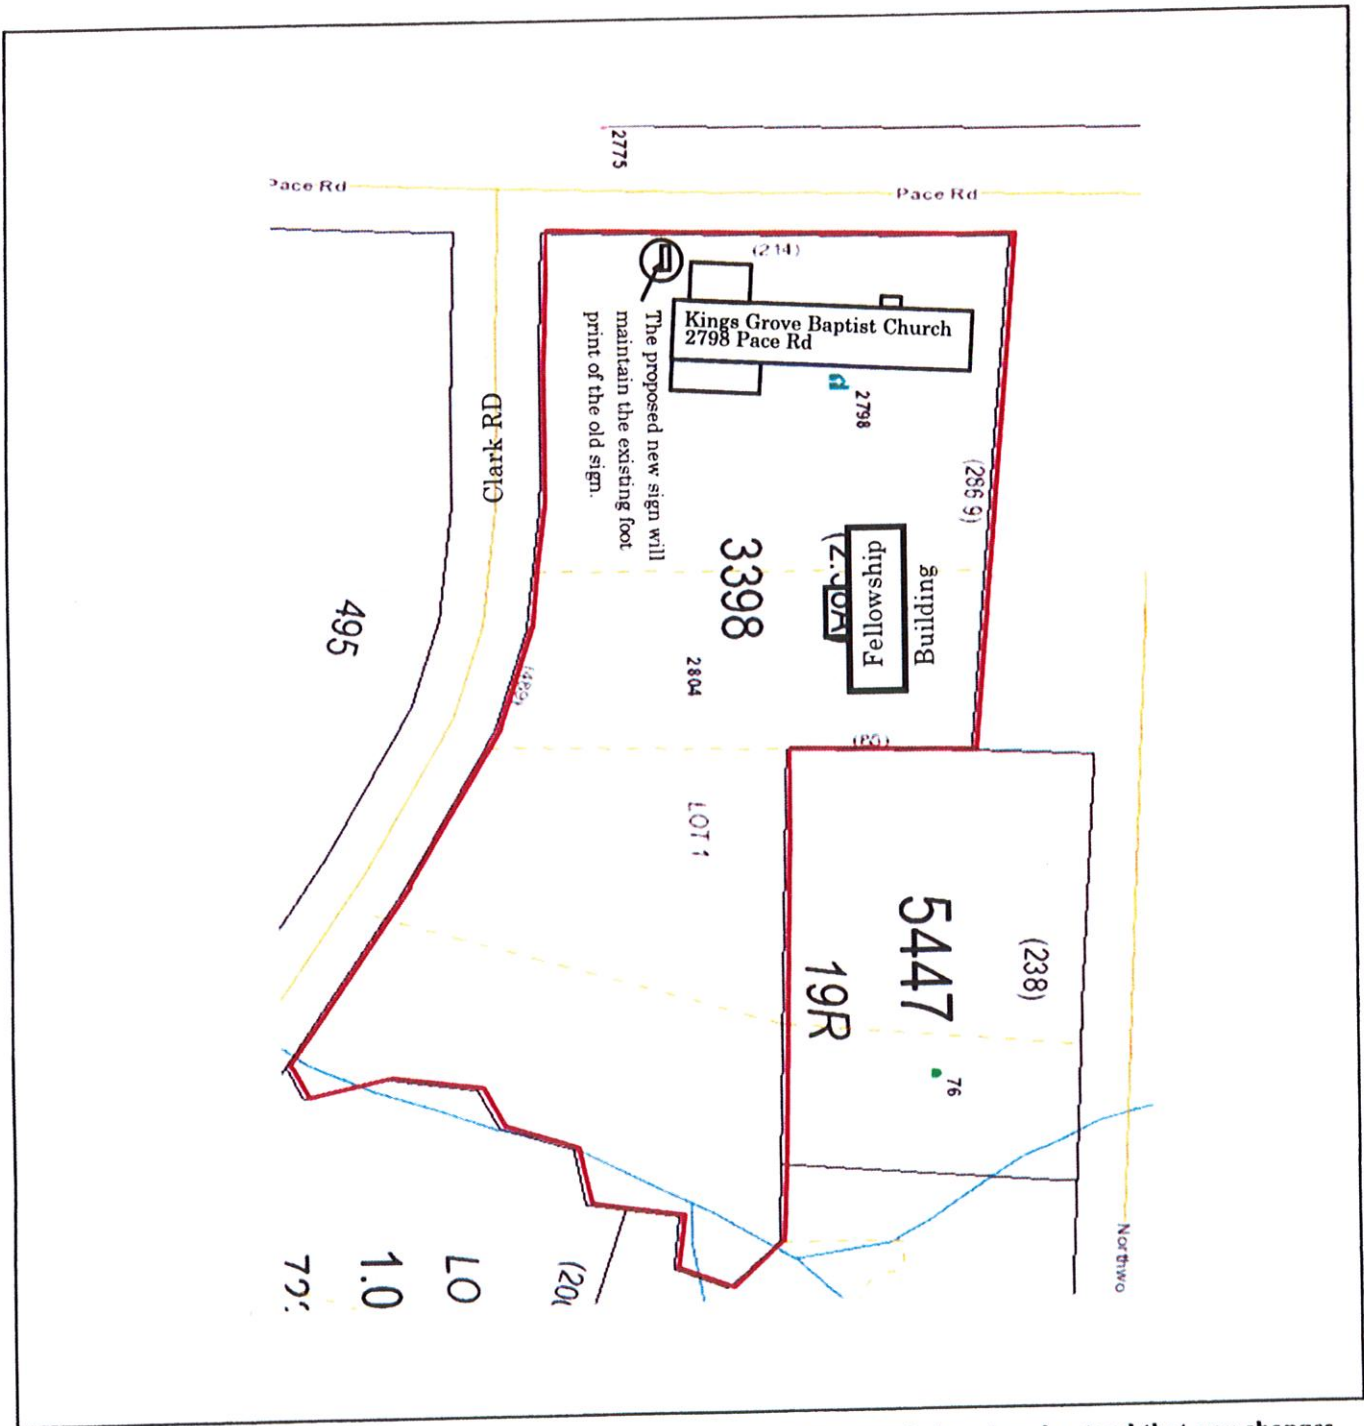 2775
Pace Rd
Pace Rd
(214)
Kings Grove Baptist Church
2798 Pace Rd
The proposed new sign will
maintain the existing foot
print of the old sign.
2798
Clark RD
(286 9)
Fellowship
Building
3398
2804
495
(80)
LOT 1
5447
(238)
19R
76
Northwo
(20
LO
1.0